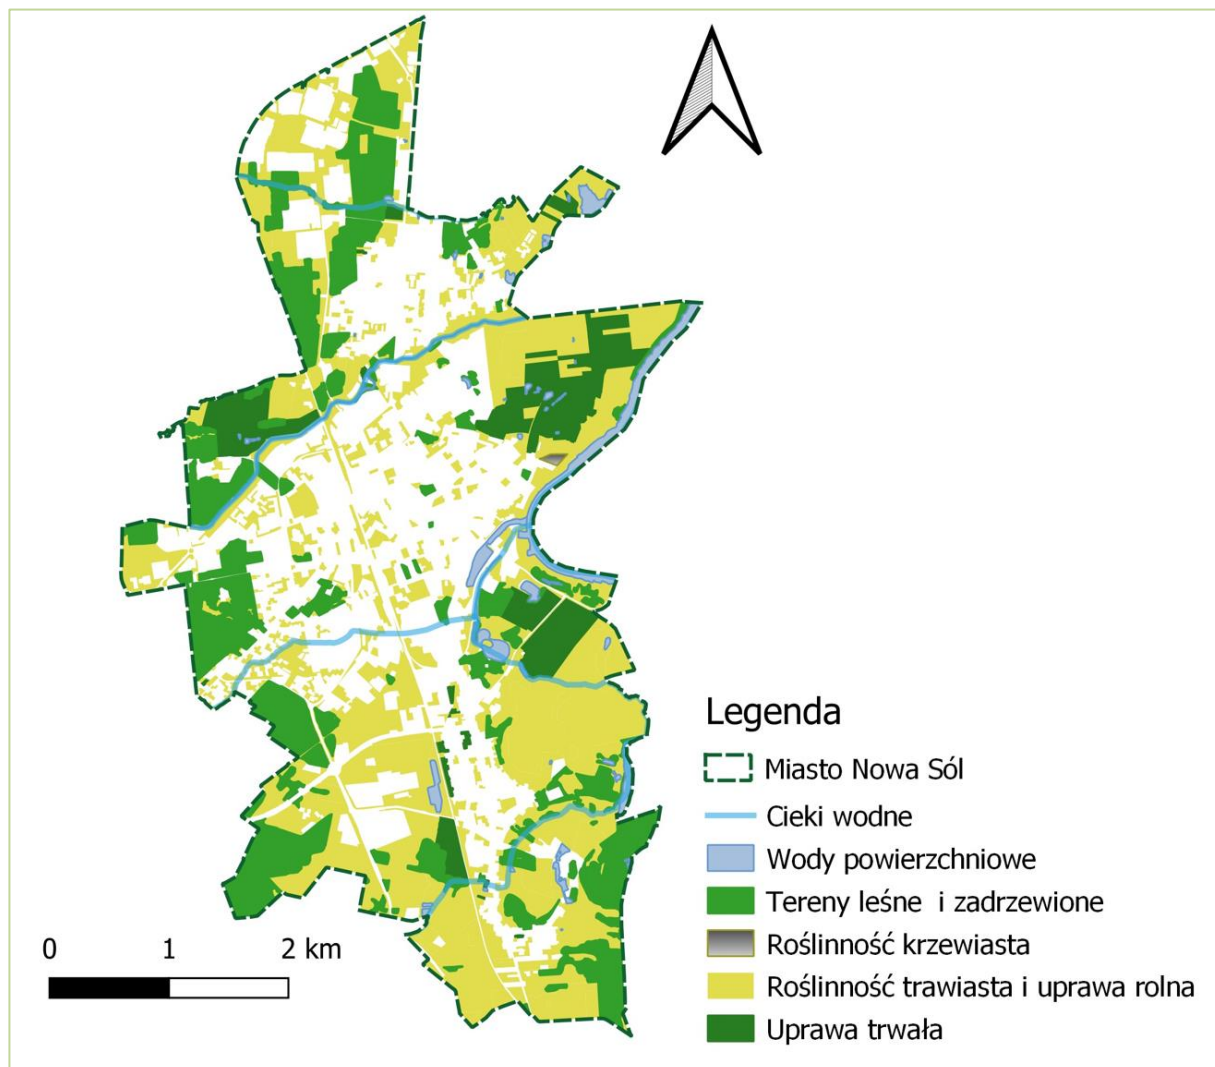 Legenda
Miasto Nowa Sól
Cieki wodne
Wody powierzchniowe
Tereny leśne i zadrzewione
Roślinność krzewiasta
Roślinność trawiasta i uprawa rolna
Uprawa trwała
0 1 2 km